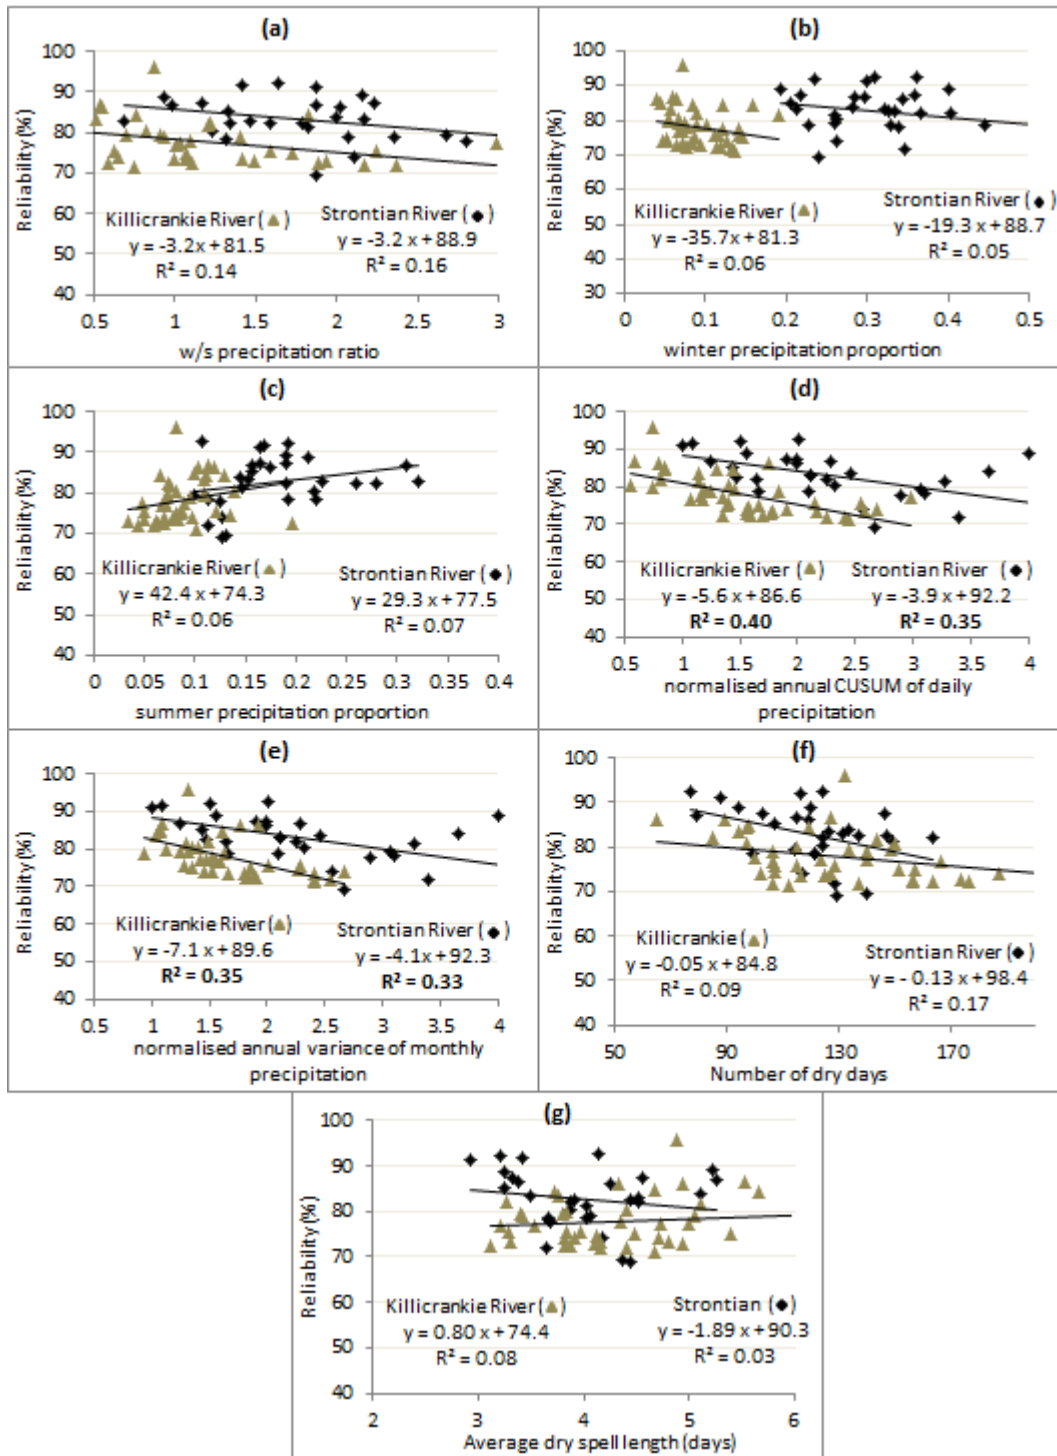 (a)
Reliability (%)
100
90
80
70
60
50
40
Killicrankie River (▲)
y = -3.2x + 81.5
R² = 0.14
Strontian River (◆)
y = -3.2x + 88.9
R² = 0.16
0.5 1 1.5 2 2.5 3
w/s precipitation ratio
(b)
Reliability (%)
100
90
80
70
60
50
40
30
Killicrankie River (▲)
y = -35.7x + 81.3
R² = 0.06
Strontian River (◆)
y = -19.3x + 88.7
R² = 0.05
0 0.1 0.2 0.3 0.4 0.5
winter precipitation proportion
(c)
Reliability (%)
100
90
80
70
60
50
40
Killicrankie River (▲)
y = 42.4x + 74.3
R² = 0.06
Strontian River (◆)
y = 29.3x + 77.5
R² = 0.07
0 0.05 0.1 0.15 0.2 0.25 0.3 0.4
summer precipitation proportion
(d)
Reliability (%)
100
90
80
70
60
50
40
Killicrankie River (▲)
y = -5.6x + 86.6
R² = 0.40
Strontian River (◆)
y = -3.9x + 92.2
R² = 0.35
0.5 1 1.5 2 2.5 3 3.5 4
normalised annual CUSUM of daily
precipitation
(e)
Reliability (%)
100
90
80
70
60
50
40
Killicrankie River (▲)
y = -7.1x + 89.6
R² = 0.35
Strontian River (◆)
y = -4.1x + 92.3
R² = 0.33
0.5 1 1.5 2 2.5 3 3.5 4
normalised annual variance of monthly
precipitation
(f)
Reliability (%)
100
90
80
70
60
50
40
Killicrankie (▲)
y = -0.05x + 84.8
R² = 0.09
Strontian River (◆)
y = - 0.13x + 98.4
R² = 0.17
50 90 130 170
Number of dry days
(g)
Reliability (%)
100
90
80
70
60
50
40
Killicrankie River (▲)
y = 0.80x + 74.4
R² = 0.08
Strontian (◆)
y = -1.89x + 90.3
R² = 0.03
2 3 4 5 6
Average dry spell length (days)